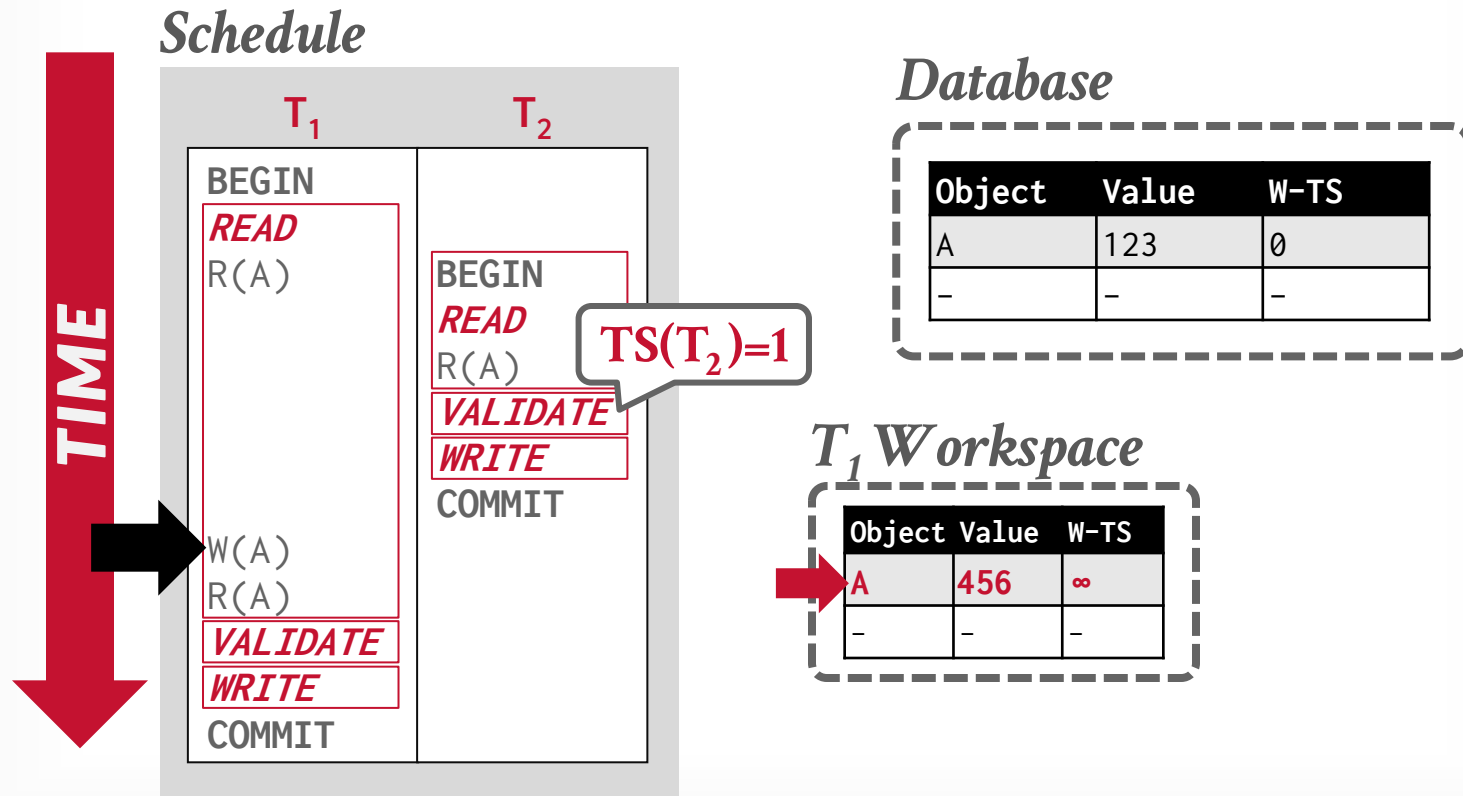 Schedule
TIME
T1 T2
BEGIN
READ
R(A) BEGIN
READ
R(A)
TS(T2)=1
VALIDATE
WRITE
COMMIT
W(A)
R(A)
VALIDATE
WRITE
COMMIT
Database
Object Value W-TS
A 123 0
- - -
T1 Workspace
Object Value W-TS
A 456 ∞
- - -